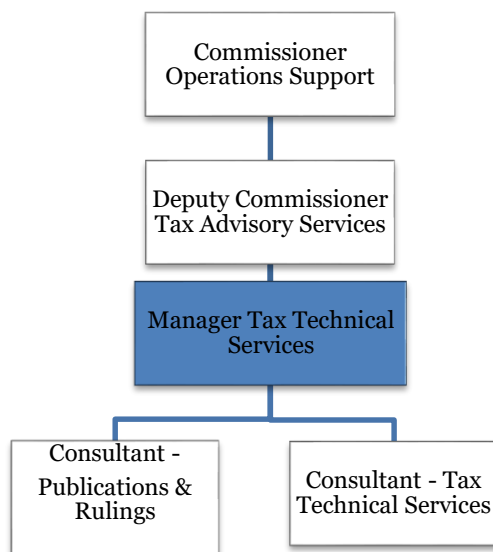 Commissioner
Operations Support
Deputy Commissioner
Tax Advisory Services
Manager Tax Technical
Services
Consultant -
Publications &
Rulings
Consultant - Tax
Technical Services